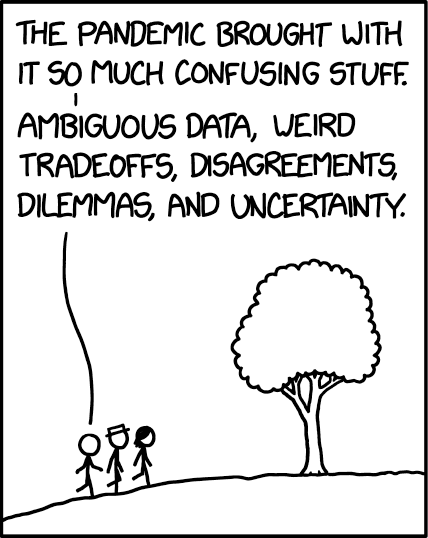 THE PANDEMIC BROUGHT WITH
IT SO MUCH CONFUSING STUFF.
AMBIGUOUS DATA, WEIRD
TRADEOFFS, DISAGREEMENTS,
DILEMMAS, AND UNCERTAINTY.